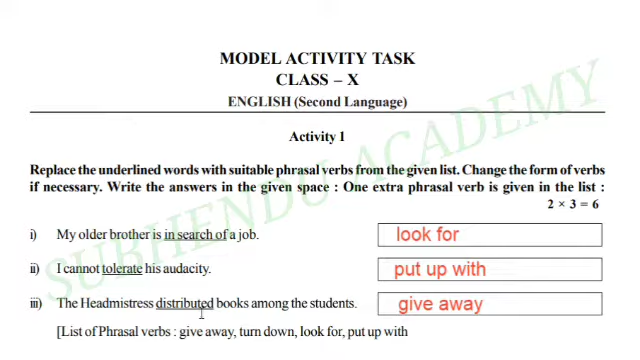 MODEL ACTIVITY TASK
CLASS – X
ENGLISH (Second Language)
Activity 1
Replace the underlined words with suitable phrasal verbs from the given list. Change the form of verbs
if necessary. Write the answers in the given space : One extra phrasal verb is given in the list :
2 × 3 = 6
i) My older brother is in search of a job. look for
ii) I cannot tolerate his audacity. put up with
iii) The Headmistress distributed books among the students. give away
[List of Phrasal verbs : give away, turn down, look for, put up with
SUBHENDU ACADEMY